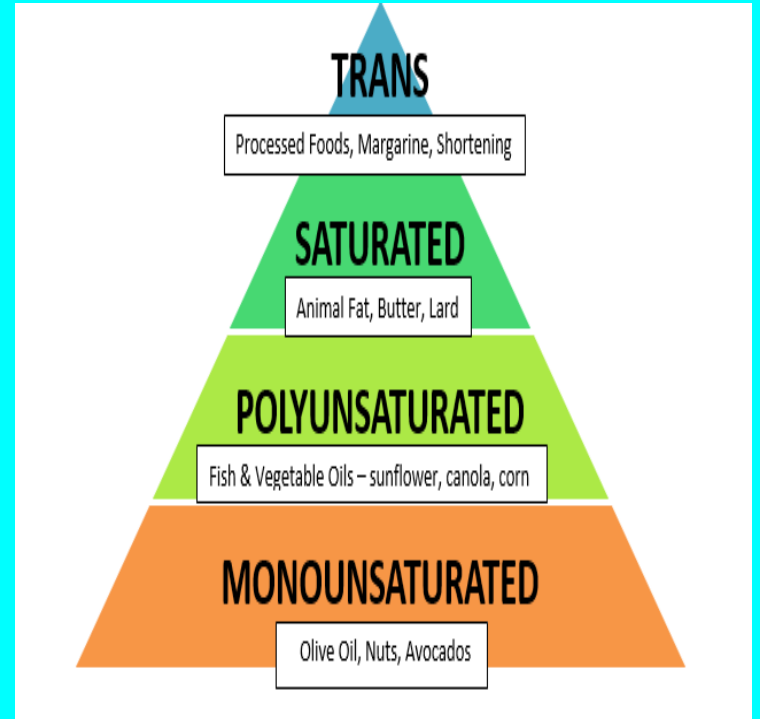 TRANS
Processed Foods, Margarine, Shortening
SATURATED
Animal Fat, Butter, Lard
POLYUNSATURATED
Fish & Vegetable Oils – sunflower, canola, corn
MONOUNSATURATED
Olive Oil, Nuts, Avocados